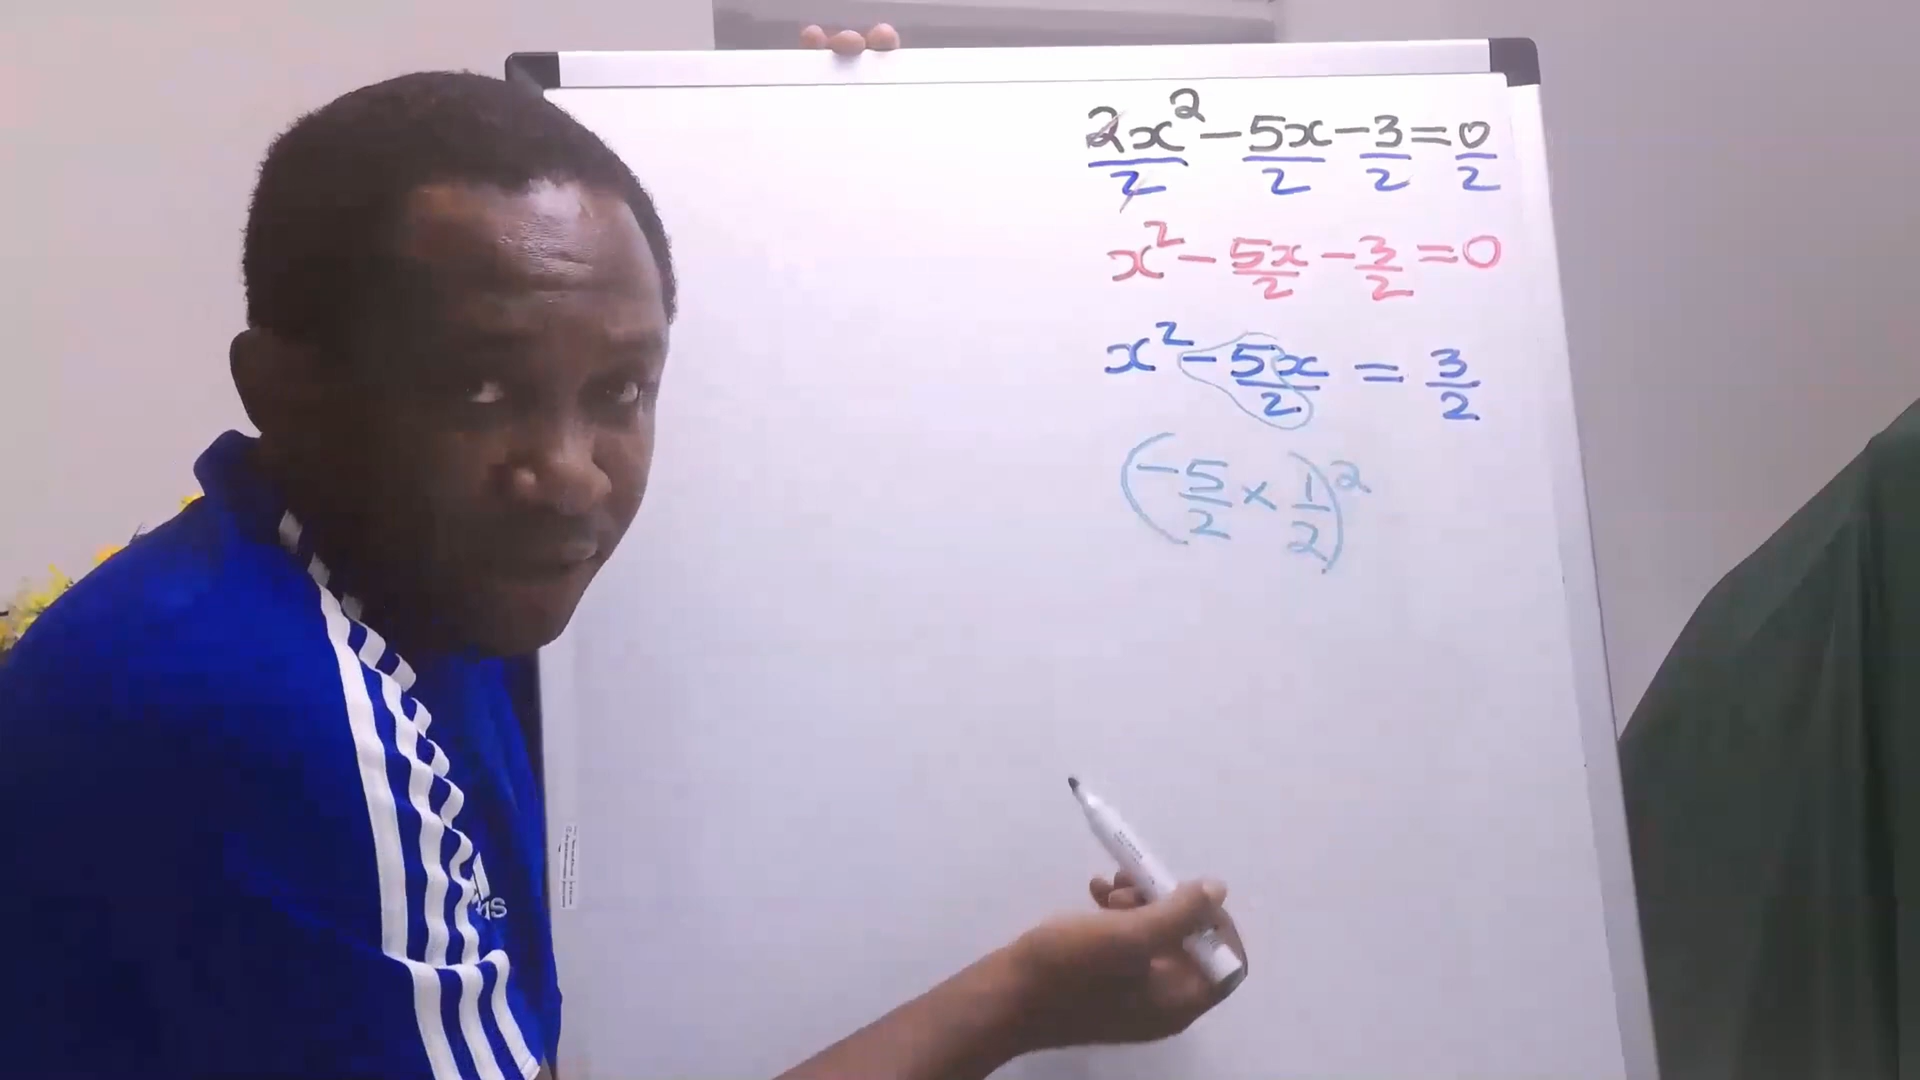 2x²/2 - 5x/2 - 3/2 = 0/2
x² - 5x/2 - 3/2 = 0
x² - 5x/2 = 3/2
(-5/2 × 1/2)²